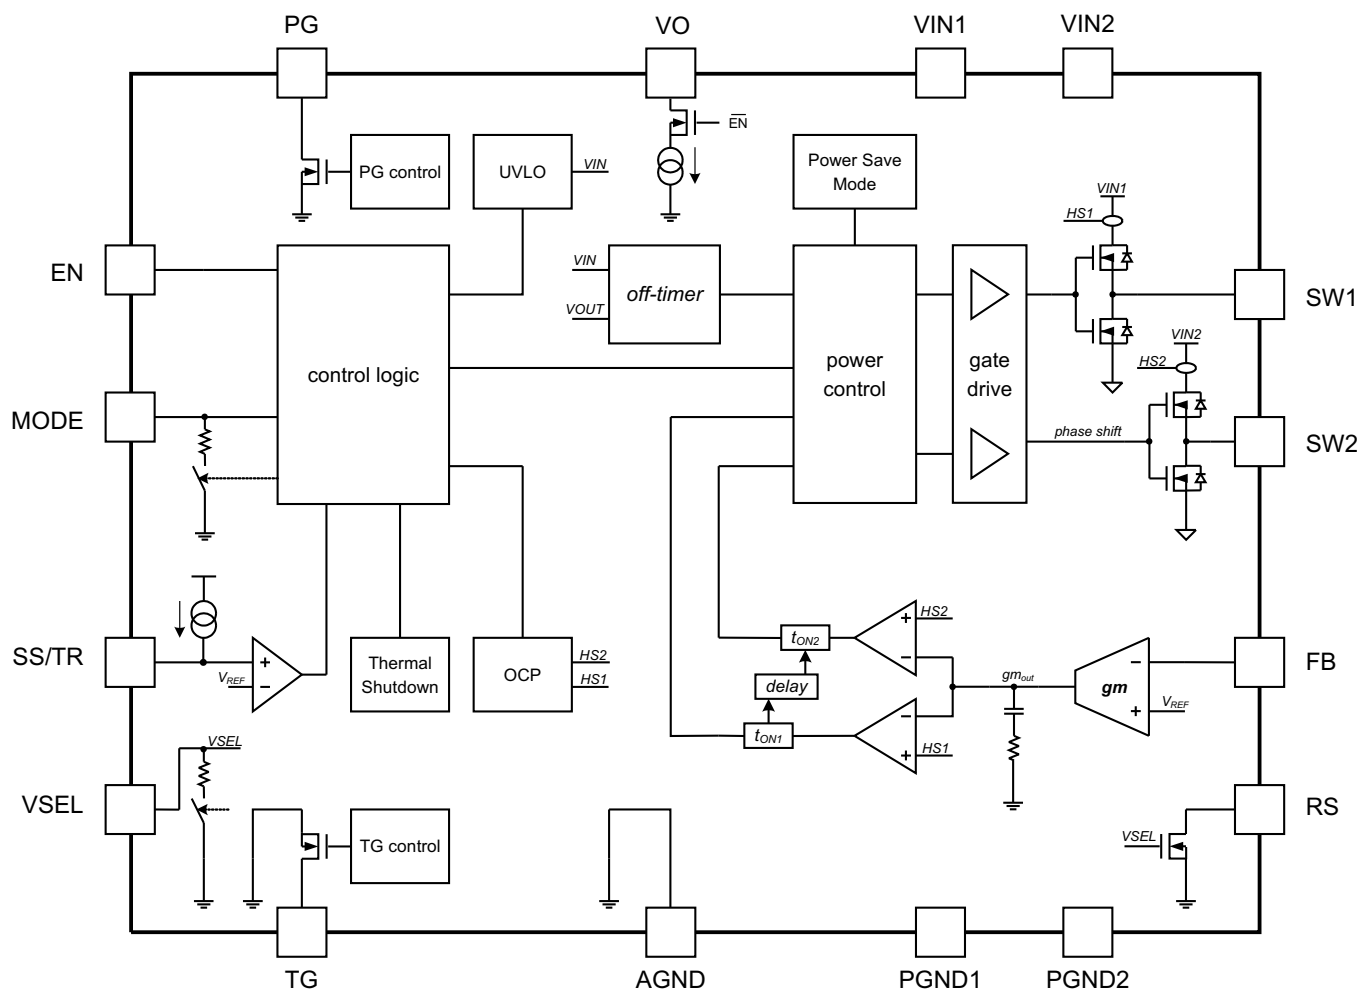 PG
VO
VIN1
VIN2
EN
PG control
UVLO
VIN
Power Save
Mode
VIN1
HS1
EN
VIN
VOUT
off-timer
SW1
control logic
power
control
gate
drive
VIN2
HS2
MODE
phase shift
SW2
SS/TR
VREF
+
−
Thermal
Shutdown
OCP
HS2
HS1
tON2
delay
tON1
+
HS2
−
−
+
HS1
gmout
gm
−
+
VREF
FB
VSEL
VSEL
TG control
VSEL
RS
TG
AGND
PGND1
PGND2